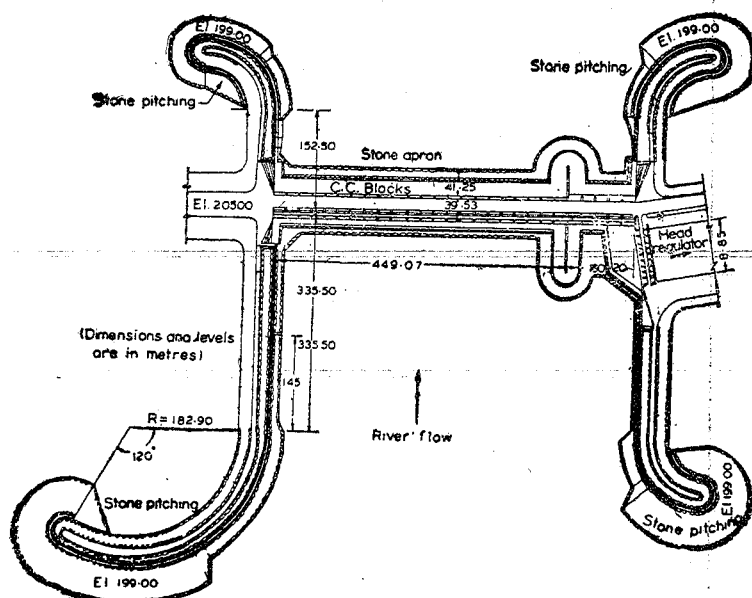 El. 199.00
El. 199.00
Stone pitching
Stone pitching
152.50
Stone apron
C.C. Blocks
41.25
39.53
El. 20500
Head
regulator
8.85
449.07
335.50
(Dimensions and levels
are in metres)
335.50
145
R = 182.90
120°
River flow
Stone pitching
El 199.00
Stone pitching
El 199.00